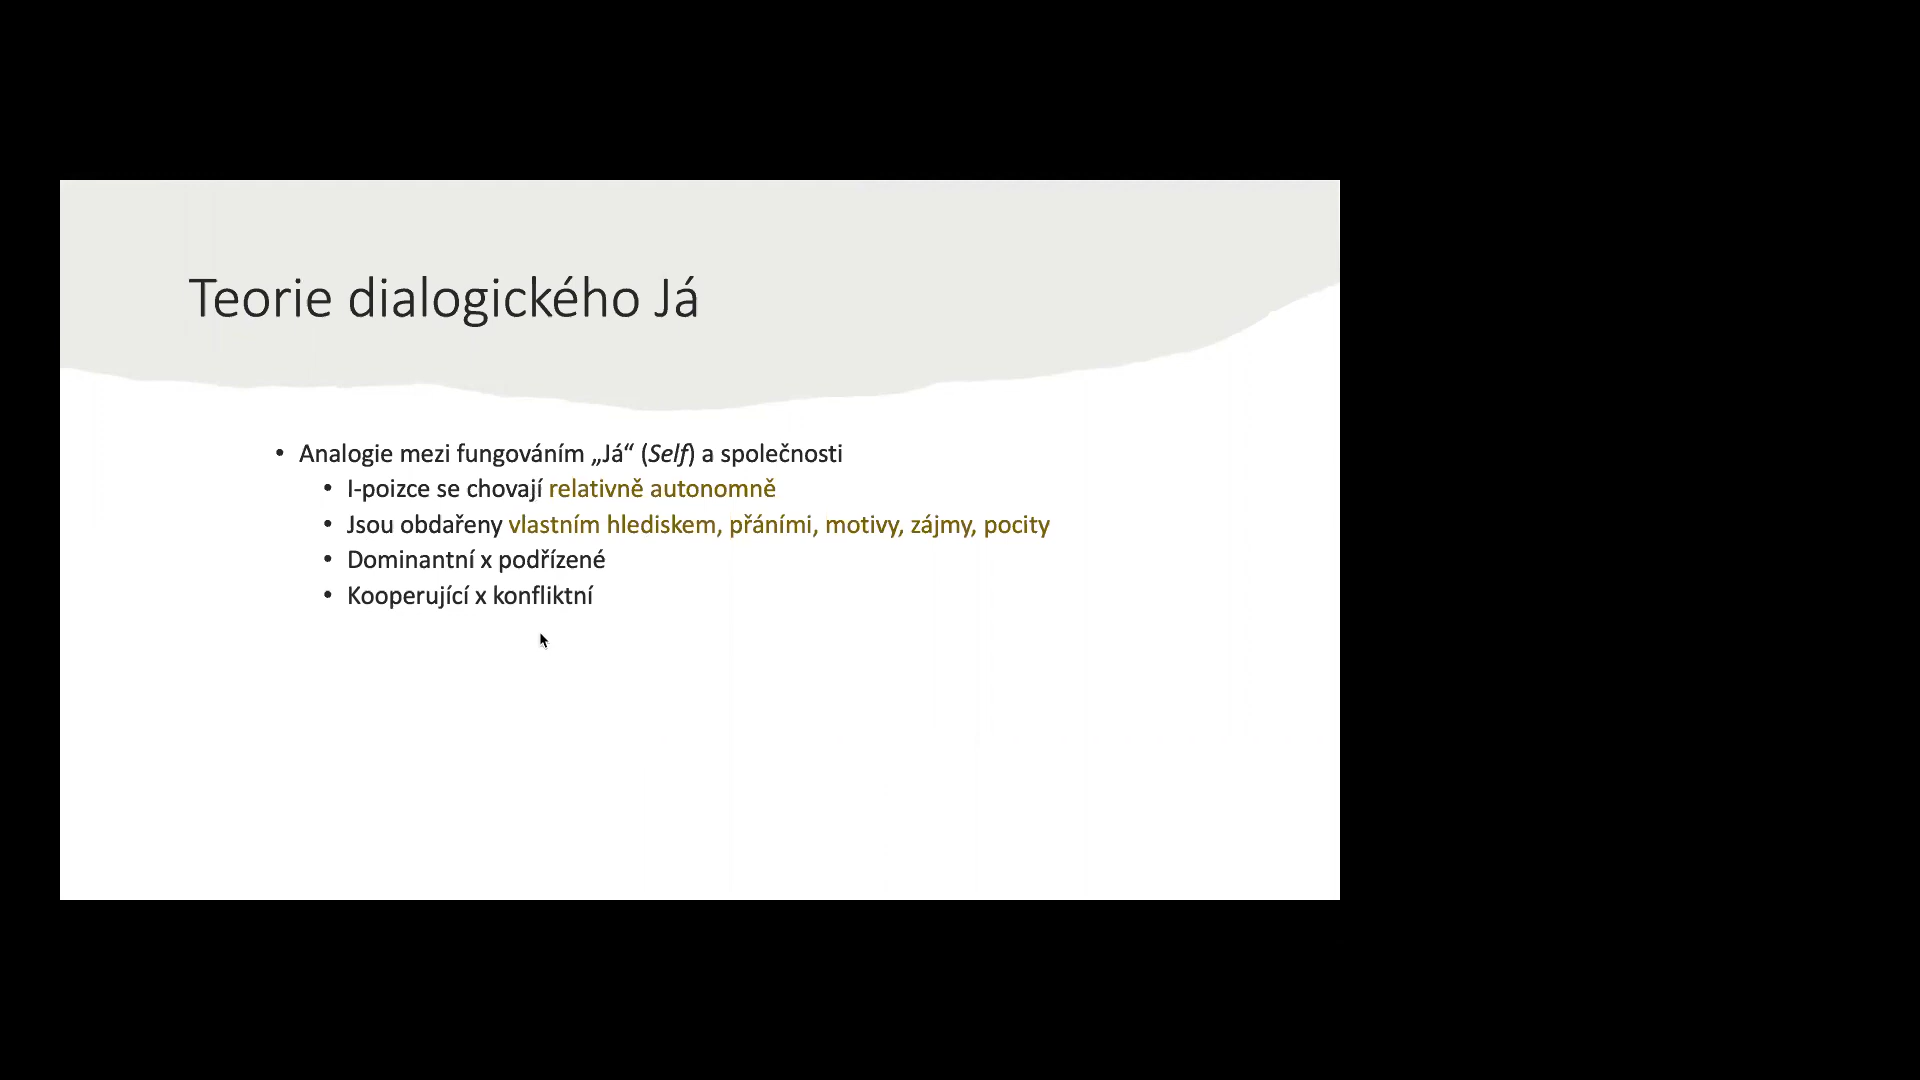 Teorie dialogického Já
• Analogie mezi fungováním „Já“ (Self) a společnosti
• I-poizce se chovají relativně autonomně
• Jsou obdařeny vlastním hlediskem, přáními, motivy, zájmy, pocity
• Dominantní x podřízené
• Kooperující x konfliktní